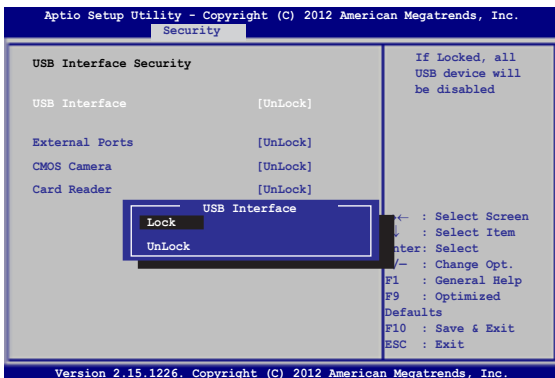 Aptio Setup Utility - Copyright (C) 2012 American Megatrends, Inc.
Security
USB Interface Security
USB Interface [UnLock]
External Ports [UnLock]
CMOS Camera [UnLock]
Card Reader [UnLock]
USB Interface
Lock
UnLock
If Locked, all
USB device will
be disabled
→← : Select Screen
↓ : Select Item
nter: Select
/— : Change Opt.
F1 : General Help
F9 : Optimized
Defaults
F10 : Save & Exit
ESC : Exit
Version 2.15.1226. Copyright (C) 2012 American Megatrends, Inc.